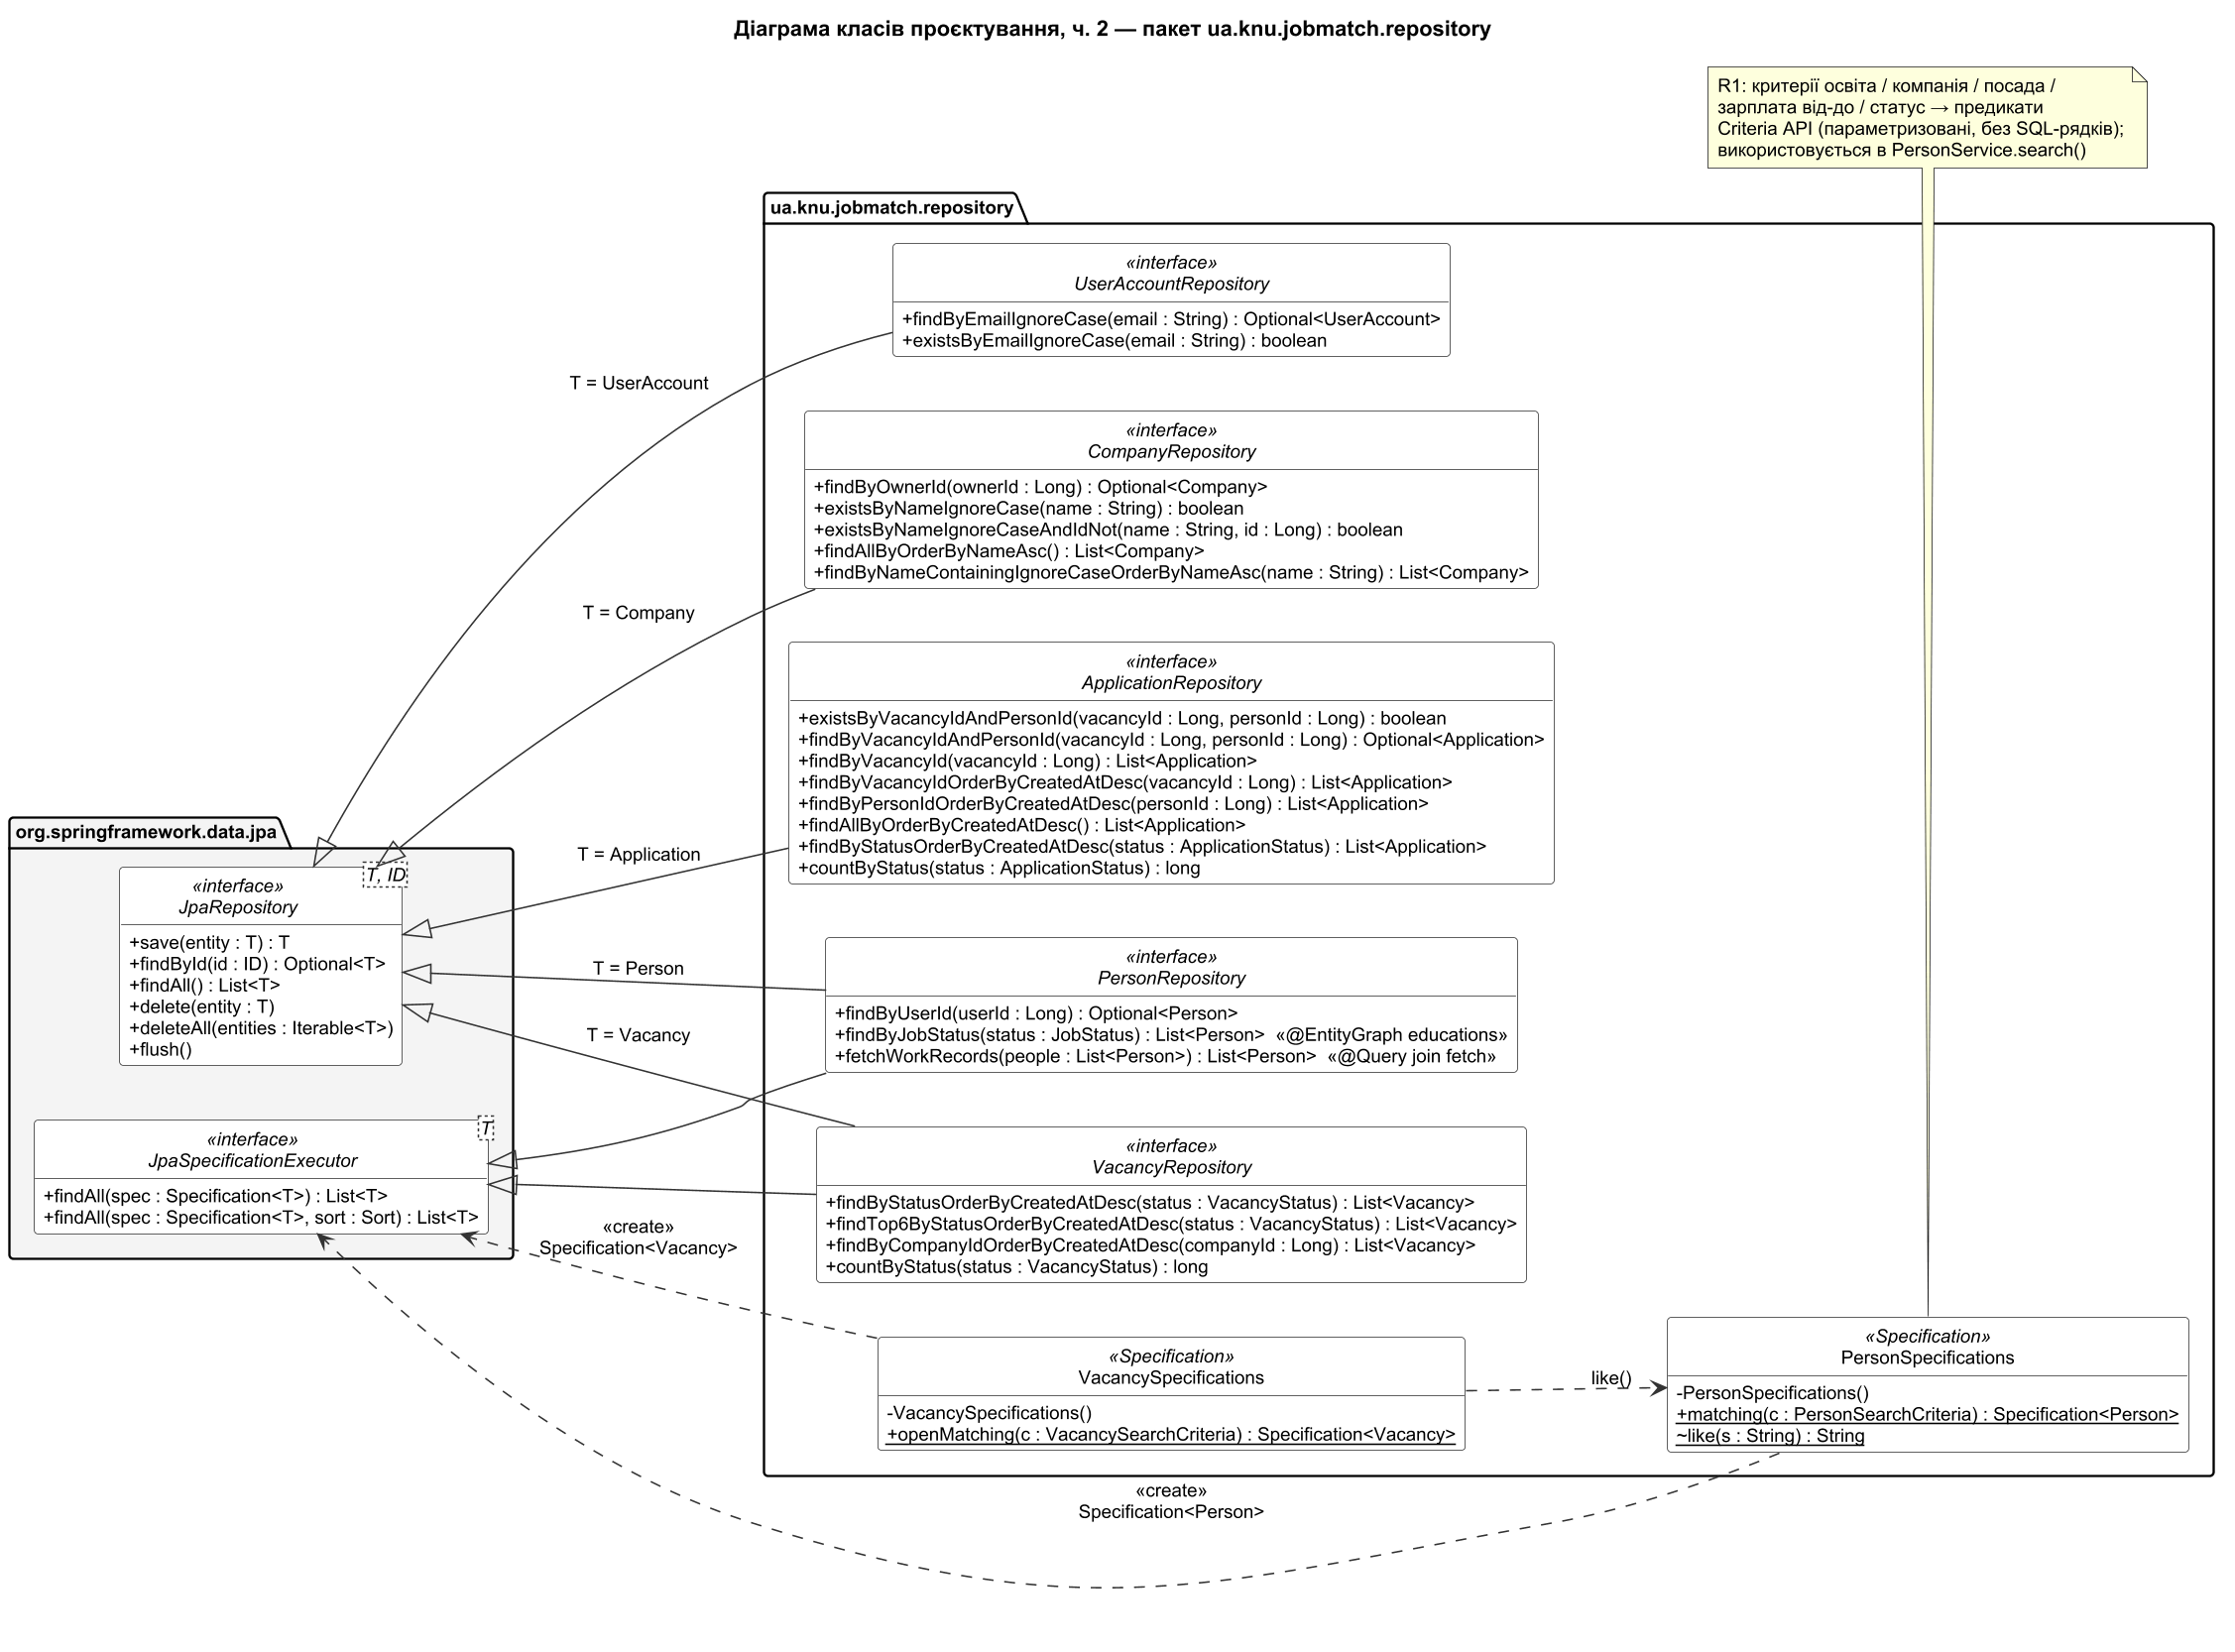 Діаграма класів проєктування, ч. 2 — пакет ua.knu.jobmatch.repository
R1: критерії освіта / компанія / посада /
зарплата від-до / статус → предикати
Criteria API (параметризовані, без SQL-рядків);
використовується в PersonService.search()
ua.knu.jobmatch.repository
«interface»
UserAccountRepository
+findByEmailIgnoreCase(email : String) : Optional<UserAccount>
+existsByEmailIgnoreCase(email : String) : boolean
T = UserAccount
«interface»
CompanyRepository
+findByOwnerId(ownerId : Long) : Optional<Company>
+existsByNameIgnoreCase(name : String) : boolean
+existsByNameIgnoreCaseAndIdNot(name : String, id : Long) : boolean
+findAllByOrderByNameAsc() : List<Company>
+findByNameContainingIgnoreCaseOrderByNameAsc(name : String) : List<Company>
T = Company
«interface»
ApplicationRepository
+existsByVacancyIdAndPersonId(vacancyId : Long, personId : Long) : boolean
+findByVacancyIdAndPersonId(vacancyId : Long, personId : Long) : Optional<Application>
+findByVacancyId(vacancyId : Long) : List<Application>
+findByVacancyIdOrderByCreatedAtDesc(vacancyId : Long) : List<Application>
+findByPersonIdOrderByCreatedAtDesc(personId : Long) : List<Application>
+findAllByOrderByCreatedAtDesc() : List<Application>
+findByStatusOrderByCreatedAtDesc(status : ApplicationStatus) : List<Application>
+countByStatus(status : ApplicationStatus) : long
T = Application
org.springframework.data.jpa
T, ID
«interface»
JpaRepository
+save(entity : T) : T
+findById(id : ID) : Optional<T>
+findAll() : List<T>
+delete(entity : T)
+deleteAll(entities : Iterable<T>)
+flush()
T = Person
«interface»
PersonRepository
+findByUserId(userId : Long) : Optional<Person>
+findByJobStatus(status : JobStatus) : List<Person>  «@EntityGraph educations»
+fetchWorkRecords(people : List<Person>) : List<Person>  «@Query join fetch»
T = Vacancy
T
«interface»
JpaSpecificationExecutor
+findAll(spec : Specification<T>) : List<T>
+findAll(spec : Specification<T>, sort : Sort) : List<T>
«interface»
VacancyRepository
+findByStatusOrderByCreatedAtDesc(status : VacancyStatus) : List<Vacancy>
+findTop6ByStatusOrderByCreatedAtDesc(status : VacancyStatus) : List<Vacancy>
+findByCompanyIdOrderByCreatedAtDesc(companyId : Long) : List<Vacancy>
+countByStatus(status : VacancyStatus) : long
«create»
Specification<Vacancy>
«Specification»
VacancySpecifications
-VacancySpecifications()
+openMatching(c : VacancySearchCriteria) : Specification<Vacancy>
like()
«Specification»
PersonSpecifications
-PersonSpecifications()
+matching(c : PersonSearchCriteria) : Specification<Person>
~like(s : String) : String
«create»
Specification<Person>